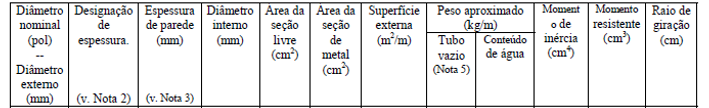 Diâmetro
nominal
(pol)
--
Diâmetro
externo
(mm)
Designação
de
espessura.
(v. Nota 2)
Espessura
de parede
(mm)
(v. Nota 3)
Diâmetro
interno
(mm)
Area da
seção
livre
(cm²)
Área da
seção
de
metal
(cm²)
Superfície
externa
(m²/m)
Peso aproximado
(kg/m)
Tubo
vazio
(Nota 5)
Conteúdo
de água
Moment
o de
inércia
(cm⁴)
Momento
resistente
(cm³)
Raio de
giração
(cm)